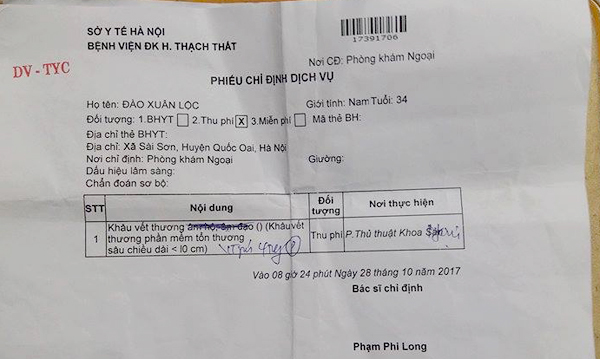 SỞ Y TẾ HÀ NỘI
BỆNH VIỆN ĐK H. THẠCH THẤT
17391706
DV - TYC
Nơi CĐ: Phòng khám Ngoại
PHIẾU CHỈ ĐỊNH DỊCH VỤ
Họ tên: ĐÀO XUÂN LỘC Giới tính: Nam Tuổi: 34
Đối tượng: 1.BHYT 2.Thu phí X 3.Miễn phí Mã thẻ BH:
Địa chỉ thẻ BHYT:
Địa chỉ: Xã Sài Sơn, Huyện Quốc Oai, Hà Nội
Nơi chỉ định: Phòng khám Ngoại Giường:
Dấu hiệu lâm sàng:
Chẩn đoán sơ bộ:
STT Nội dung Đối tượng Nơi thực hiện
1 Khâu vết thương () (Khâu vết thương phần mềm tổn thương sâu chiều dài < l0 cm) Thu phí P.Thủ thuật Khoa
Vào 08 giờ 24 phút Ngày 28 tháng 10 năm 2017
Bác sĩ chỉ định
Phạm Phi Long